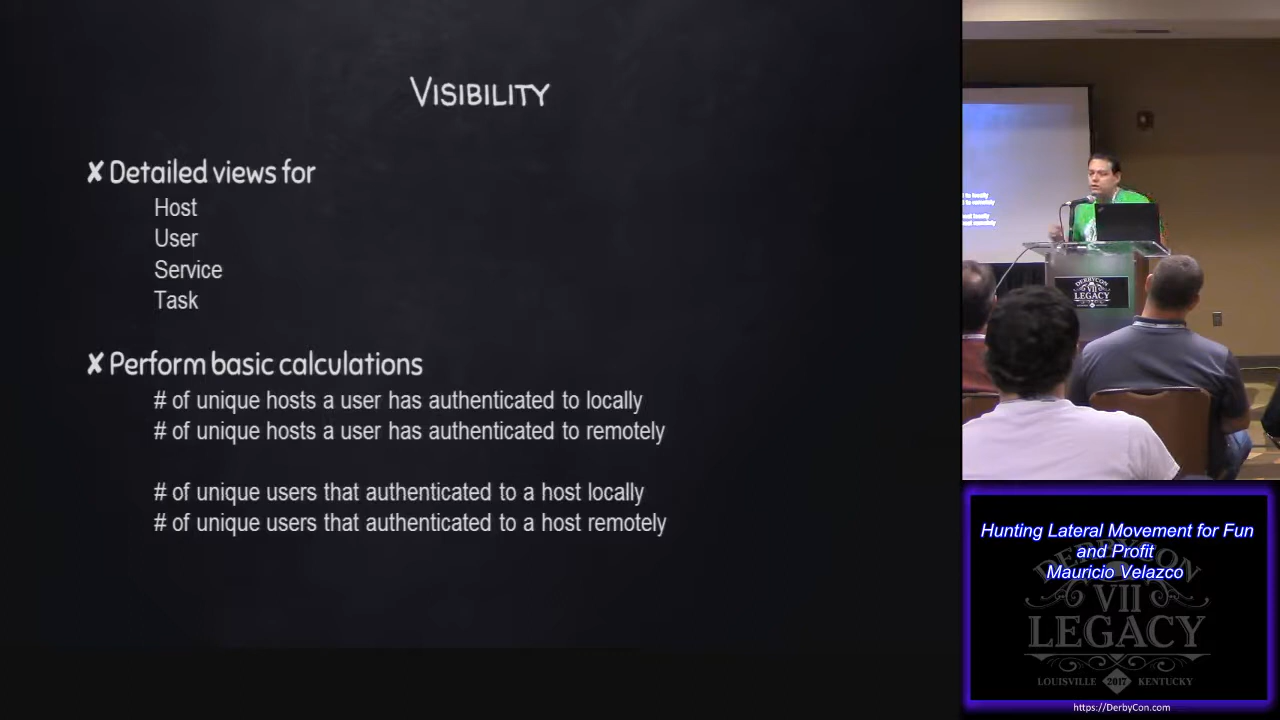 VISIBILITY
✘ Detailed views for
Host
User
Service
Task
✘ Perform basic calculations
# of unique hosts a user has authenticated to locally
# of unique hosts a user has authenticated to remotely
# of unique users that authenticated to a host locally
# of unique users that authenticated to a host remotely
DERBYCON
VII
LEGACY
Hunting Lateral Movement for Fun
and Profit
Mauricio Velazco
DERBYCON
VII
LEGACY
LOUISVILLE 2017 KENTUCKY
https://DerbyCon.com